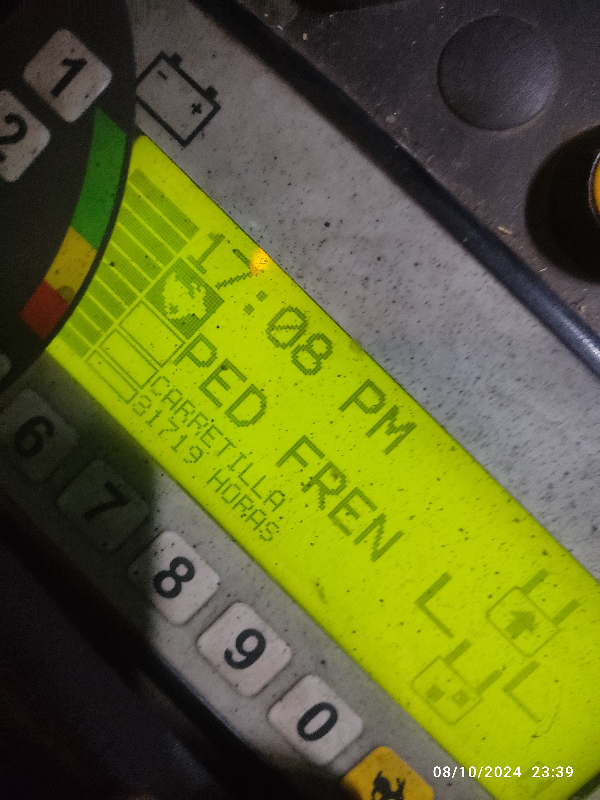 1
2
- +
17:08 PM
PED FREN
CARRETILLA
31719 HORAS
6
7
8
9
0
08/10/2024 23:39